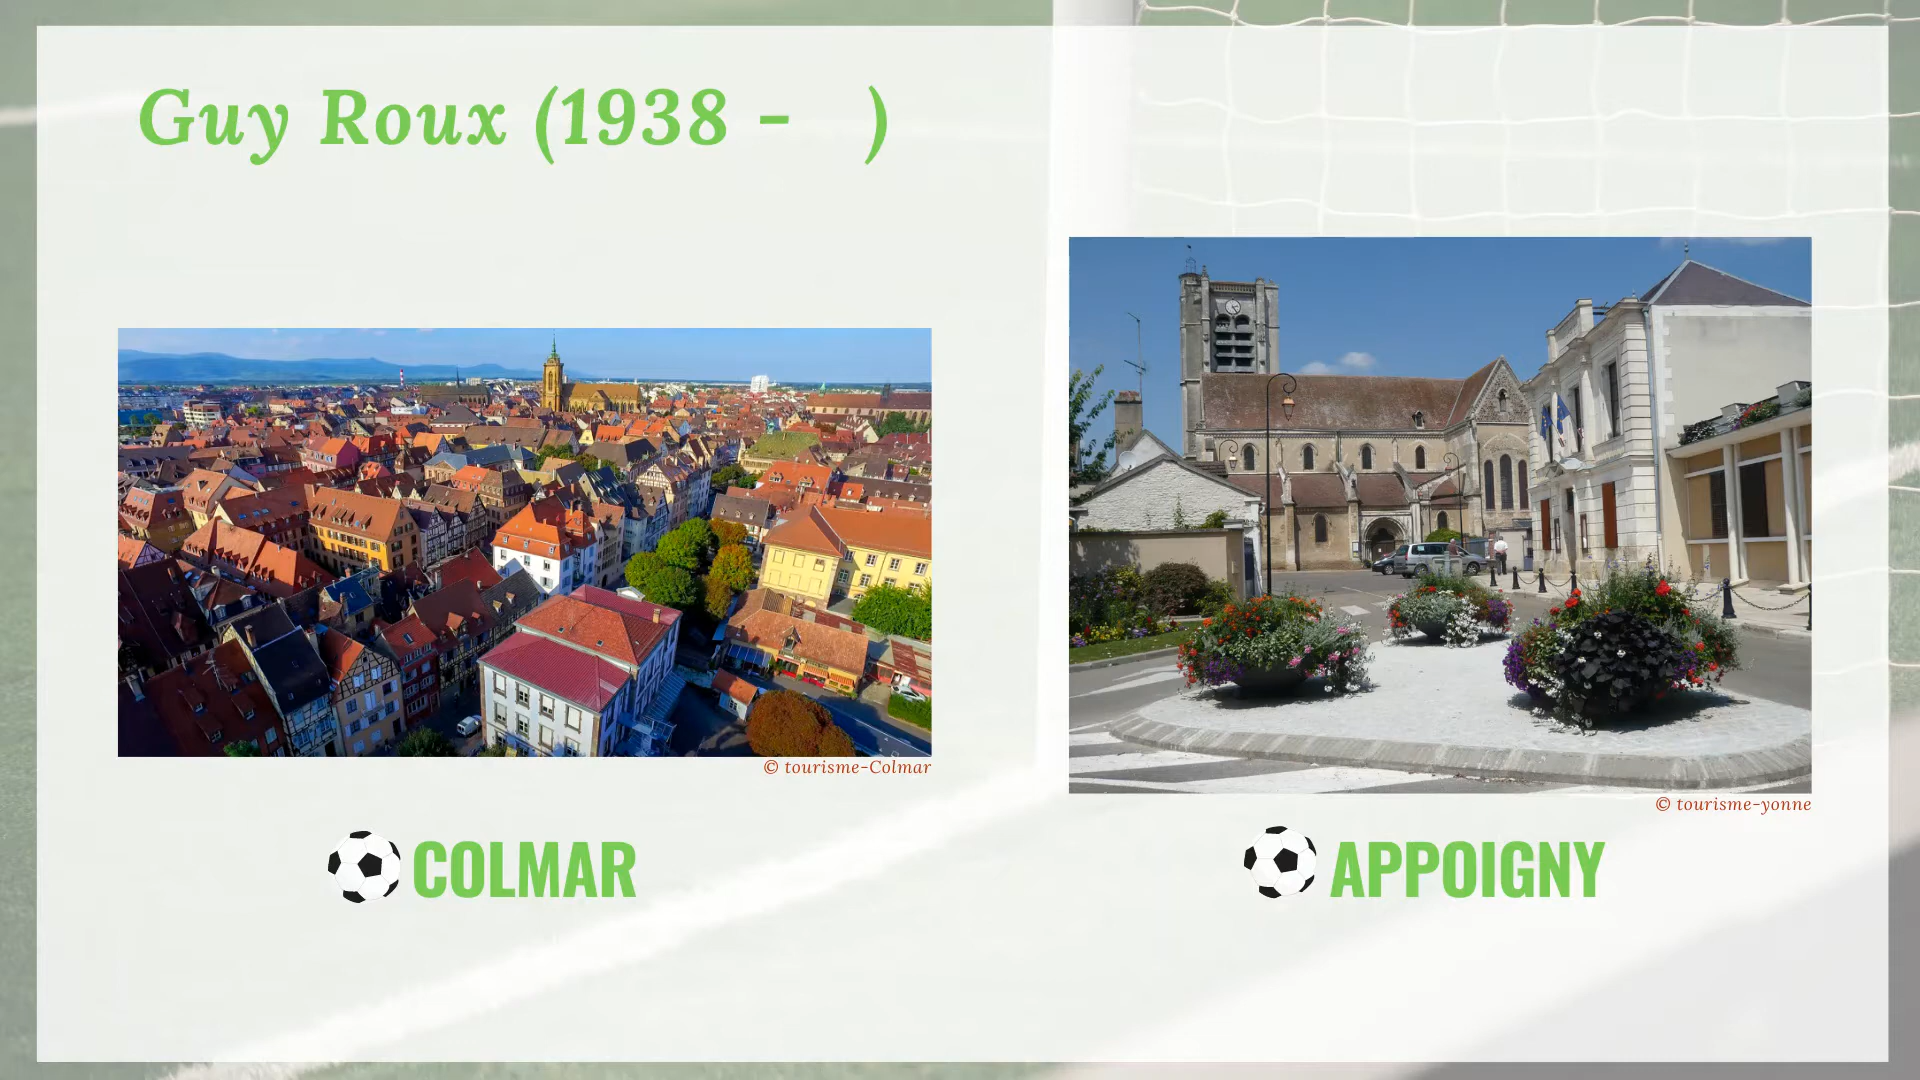 Guy Roux (1938 - )
© tourisme-Colmar
© tourisme-yonne
COLMAR
APPOIGNY